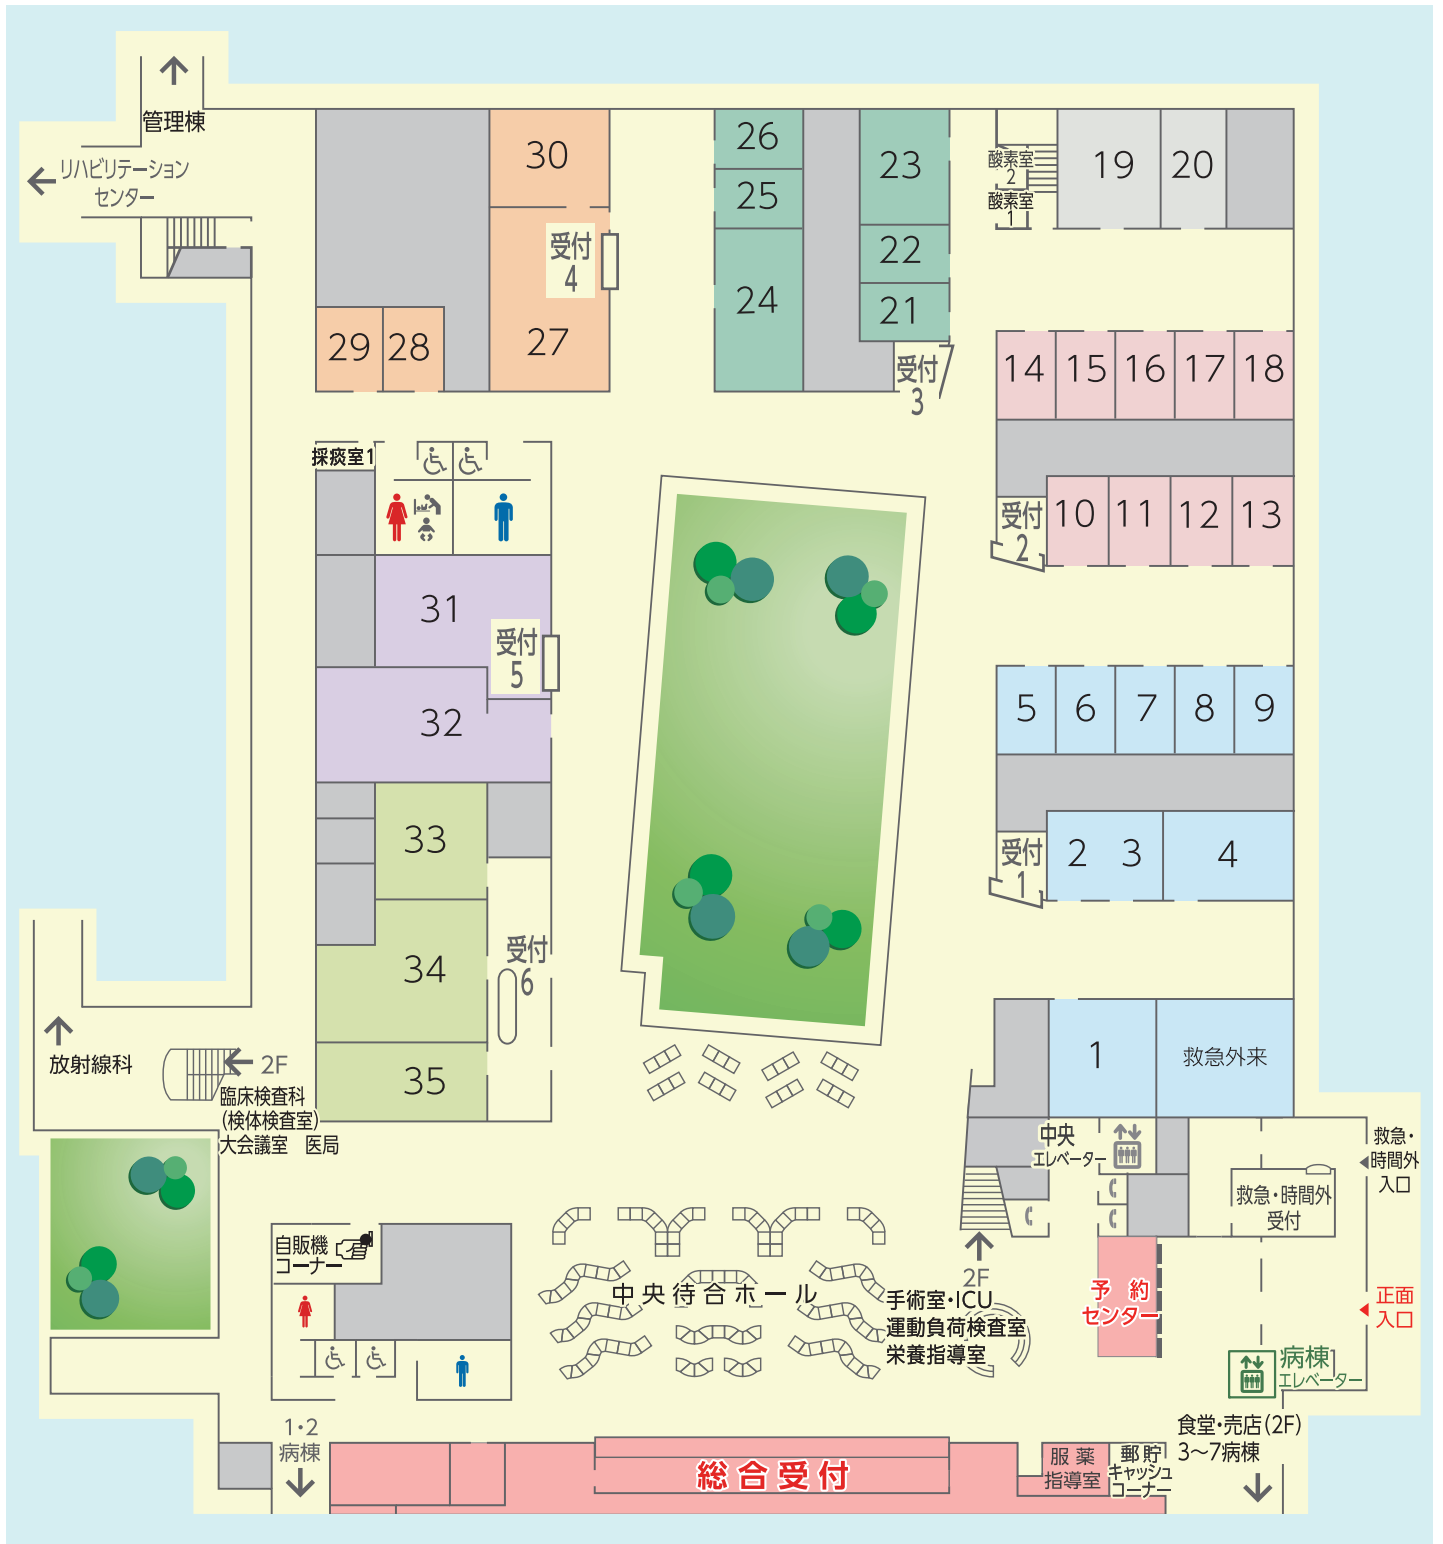 管理棟
リハビリテーション
センター
30
受付
4
27
29
28
26
25
24
23
22
21
受付
3
酸素室
2
酸素室
1
19
20
14
15
16
17
18
受付
2
10
11
12
13
採痰室1
31
受付
5
32
33
34
受付
6
35
5
6
7
8
9
受付
1
2
3
4
1
救急外来
放射線科
2F
臨床検査科
(検体検査室)
大会議室 医局
中央
エレベーター
救急・時間外
受付
救急・
時間外
入口
自販機
コーナー
中央待合ホール
2F
手術室・ICU
運動負荷検査室
栄養指導室
予約
センター
正面
入口
病棟
エレベーター
1・2
病棟
総合受付
服薬
指導室
郵貯
キャッシュ
コーナー
食堂・売店(2F)
3～7病棟